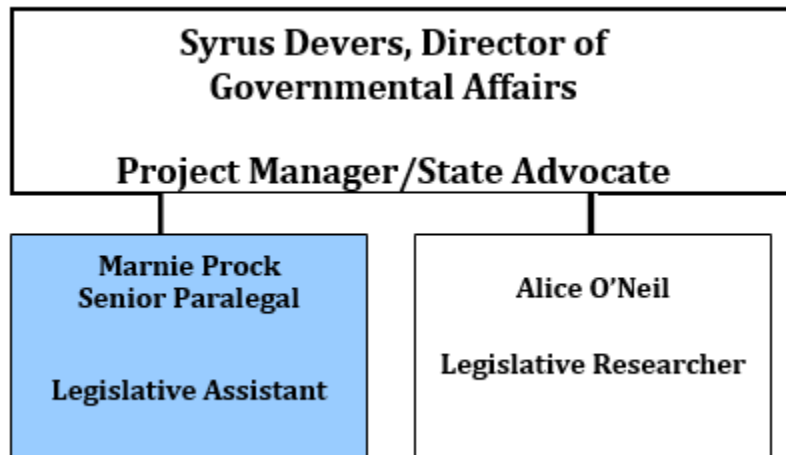 Syrus Devers, Director of
Governmental Affairs
Project Manager/State Advocate
Marnie Prock
Senior Paralegal
Legislative Assistant
Alice O’Neil
Legislative Researcher